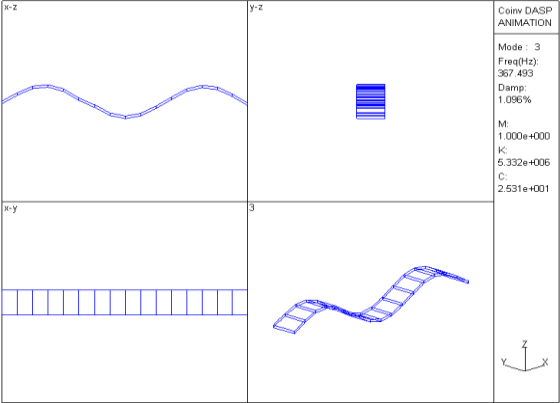 x-z
y-z
x-y
3
Coinv DASP
ANIMATION
Mode : 3
Freq(Hz):
367.493
Damp:
1.096%
M:
1.000e+000
K:
5.332e+006
C:
2.531e+001
Z
Y
X